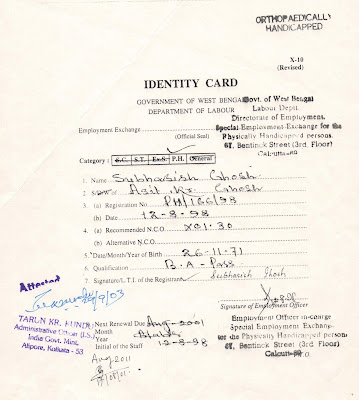 ORTHOPAEDICALLY
HANDICAPPED
X-10
(Revised)
IDENTITY CARD
GOVERNMENT OF WEST BENGAL
DEPARTMENT OF LABOUR
Govt. of West Bengal
Labour Deptt.
Directorate of Employment.
Employment Exchange
(Official Seal)
Special Employment Exchange for the
Physically Handicapped persons.
67, Bentinck Street (3rd. Floor)
Calcutta
Category : S.C. S.T. Ex-S. P.H. General
1. Name Subhasish Ghosh
2. Asit Kr. Ghosh
3. (a) Registration No. PH/166/98
(b) Date 12-8-98
4. (a) Recommended N.C.O. X01.30
(b) Alternative N.C.O.
5. Date/Month/Year of Birth 26-11-71
6. Qualification B.A-Pass
7. Signature/L.T.I. of the Registrant Subhasish Ghosh
Attested
TARUN KR. KUNDU
Administrative Officer (I.S.)
India Govt. Mint,
Alipore, Kolkata - 53
Next Renewal Due Aug-2001
Month
Year
Initial of the Staff 12-8-98
Aug-2011
Signature of Employment Officer
Employment Officer in-charge
Special Employment Exchange
for the Physically Handicapped persons
67, Bentinck Street (3rd. Floor)
Calcutta